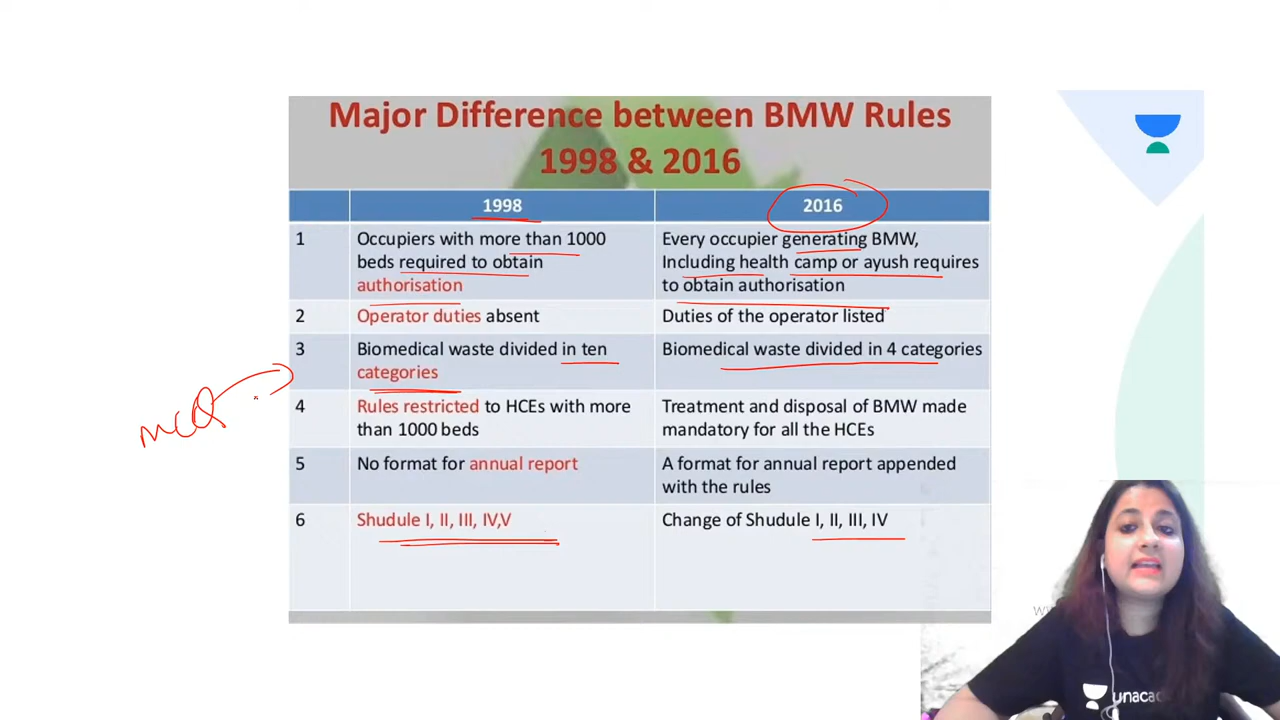 Major Difference between BMW Rules
1998 & 2016
1998
2016
1
Occupiers with more than 1000
beds required to obtain
authorisation
Every occupier generating BMW,
Including health camp or ayush requires
to obtain authorisation
2
Operator duties absent
Duties of the operator listed
3
Biomedical waste divided in ten
categories
Biomedical waste divided in 4 categories
MCQ
4
Rules restricted to HCEs with more
than 1000 beds
Treatment and disposal of BMW made
mandatory for all the HCEs
5
No format for annual report
A format for annual report appended
with the rules
6
Shudule I, II, III, IV,V
Change of Shudule I, II, III, IV
unaca